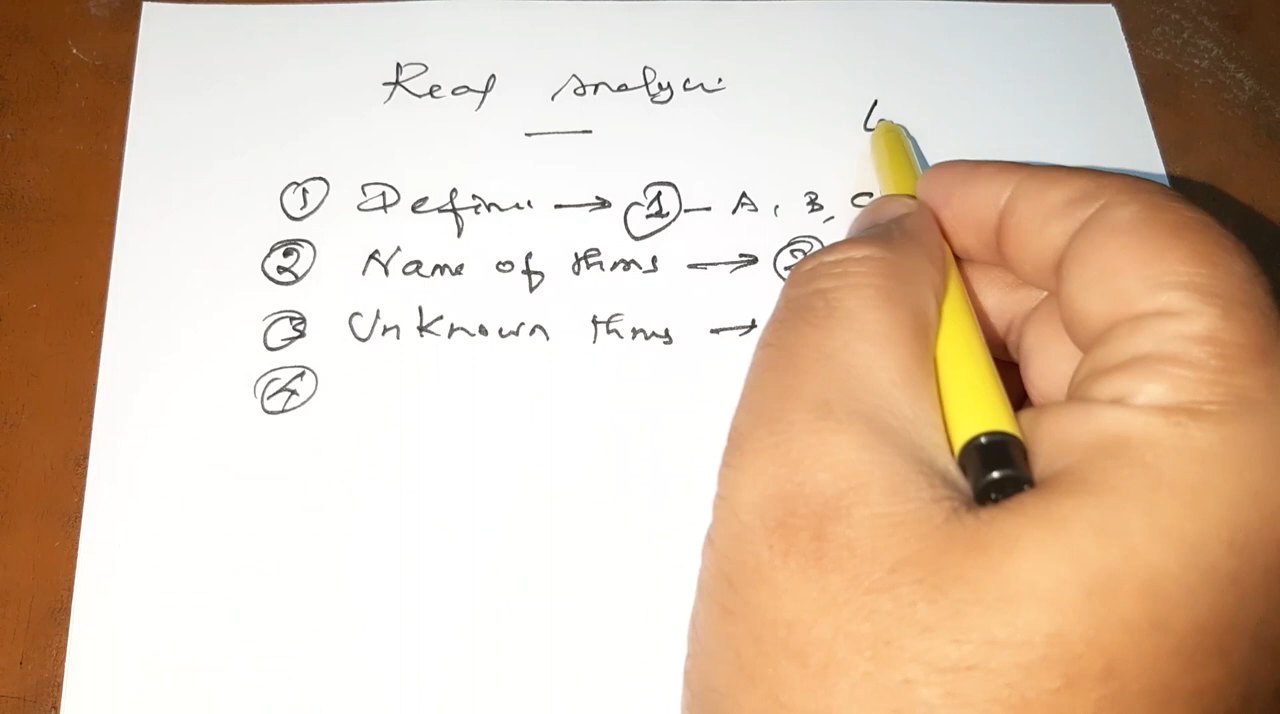 Real Analysis
① Define → ① - A, B, C
② Name of thms → ②
③ Unknown thms →
④